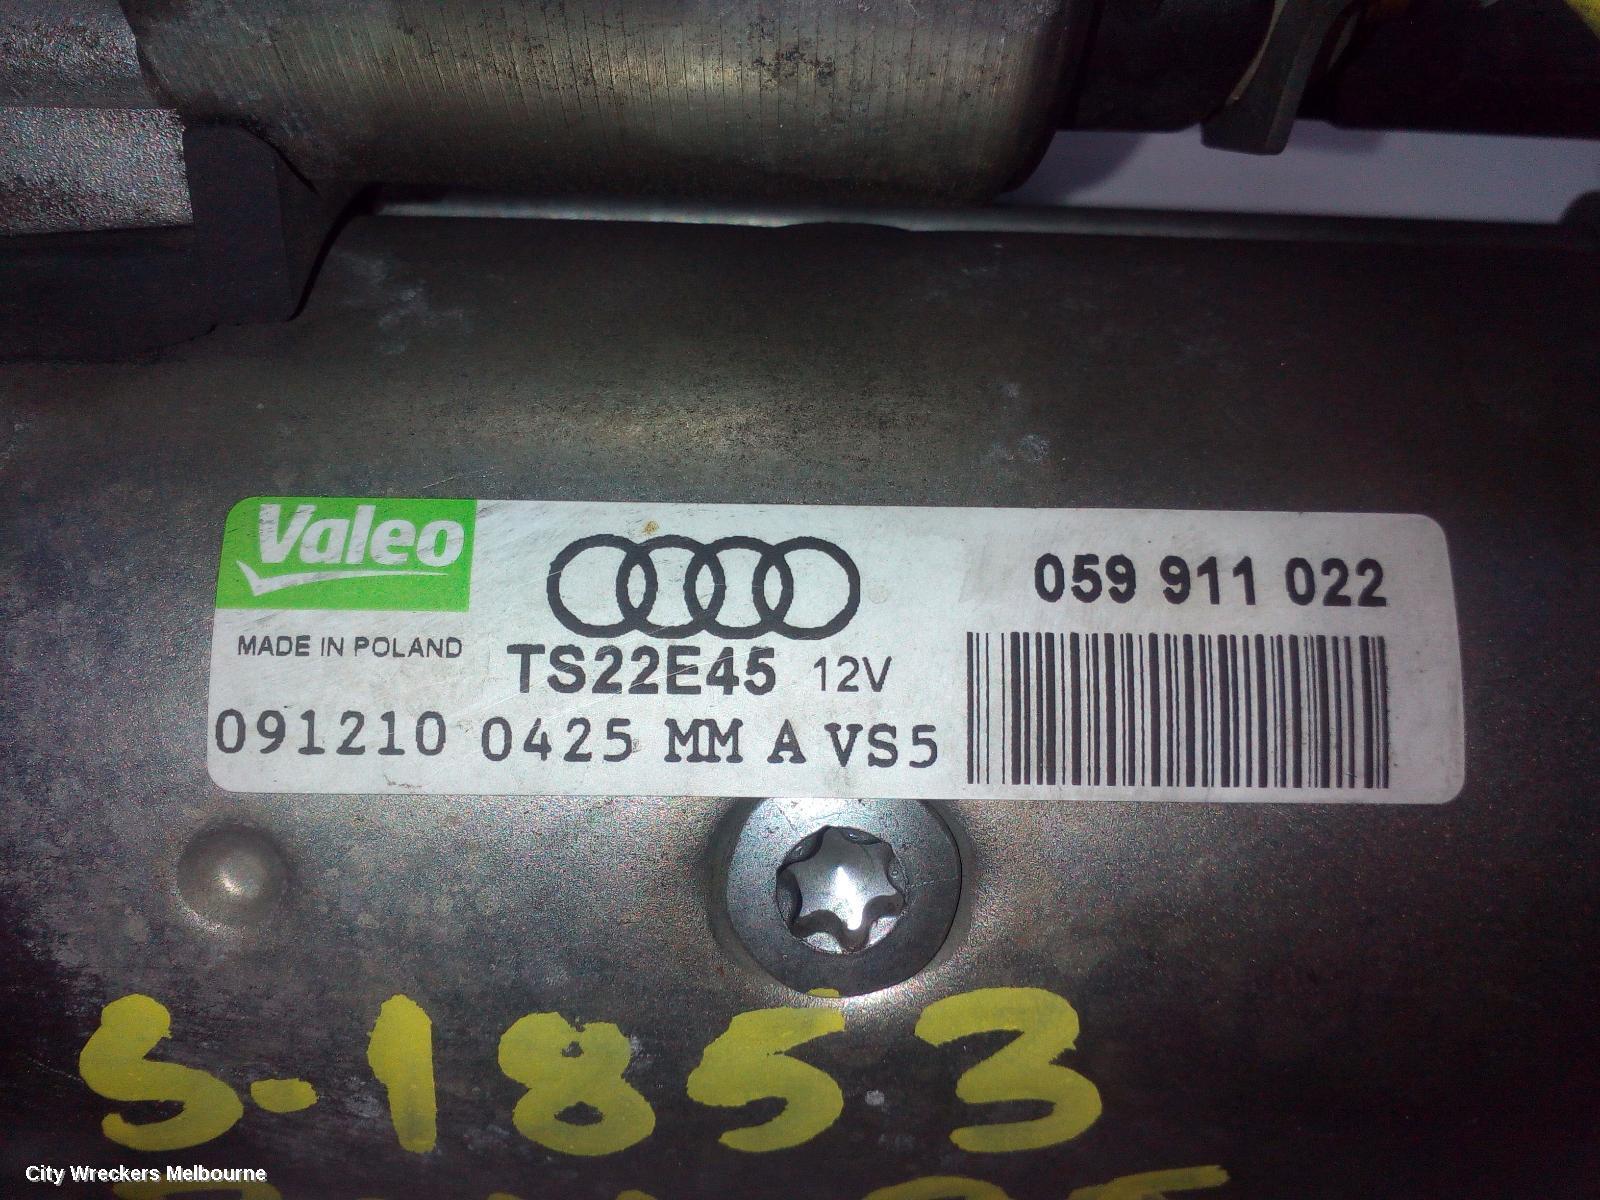 Valeo
059 911 022
MADE IN POLAND
TS22E45 12V
091210 0425 MM A VS5
S-1853
City Wreckers Melbourne